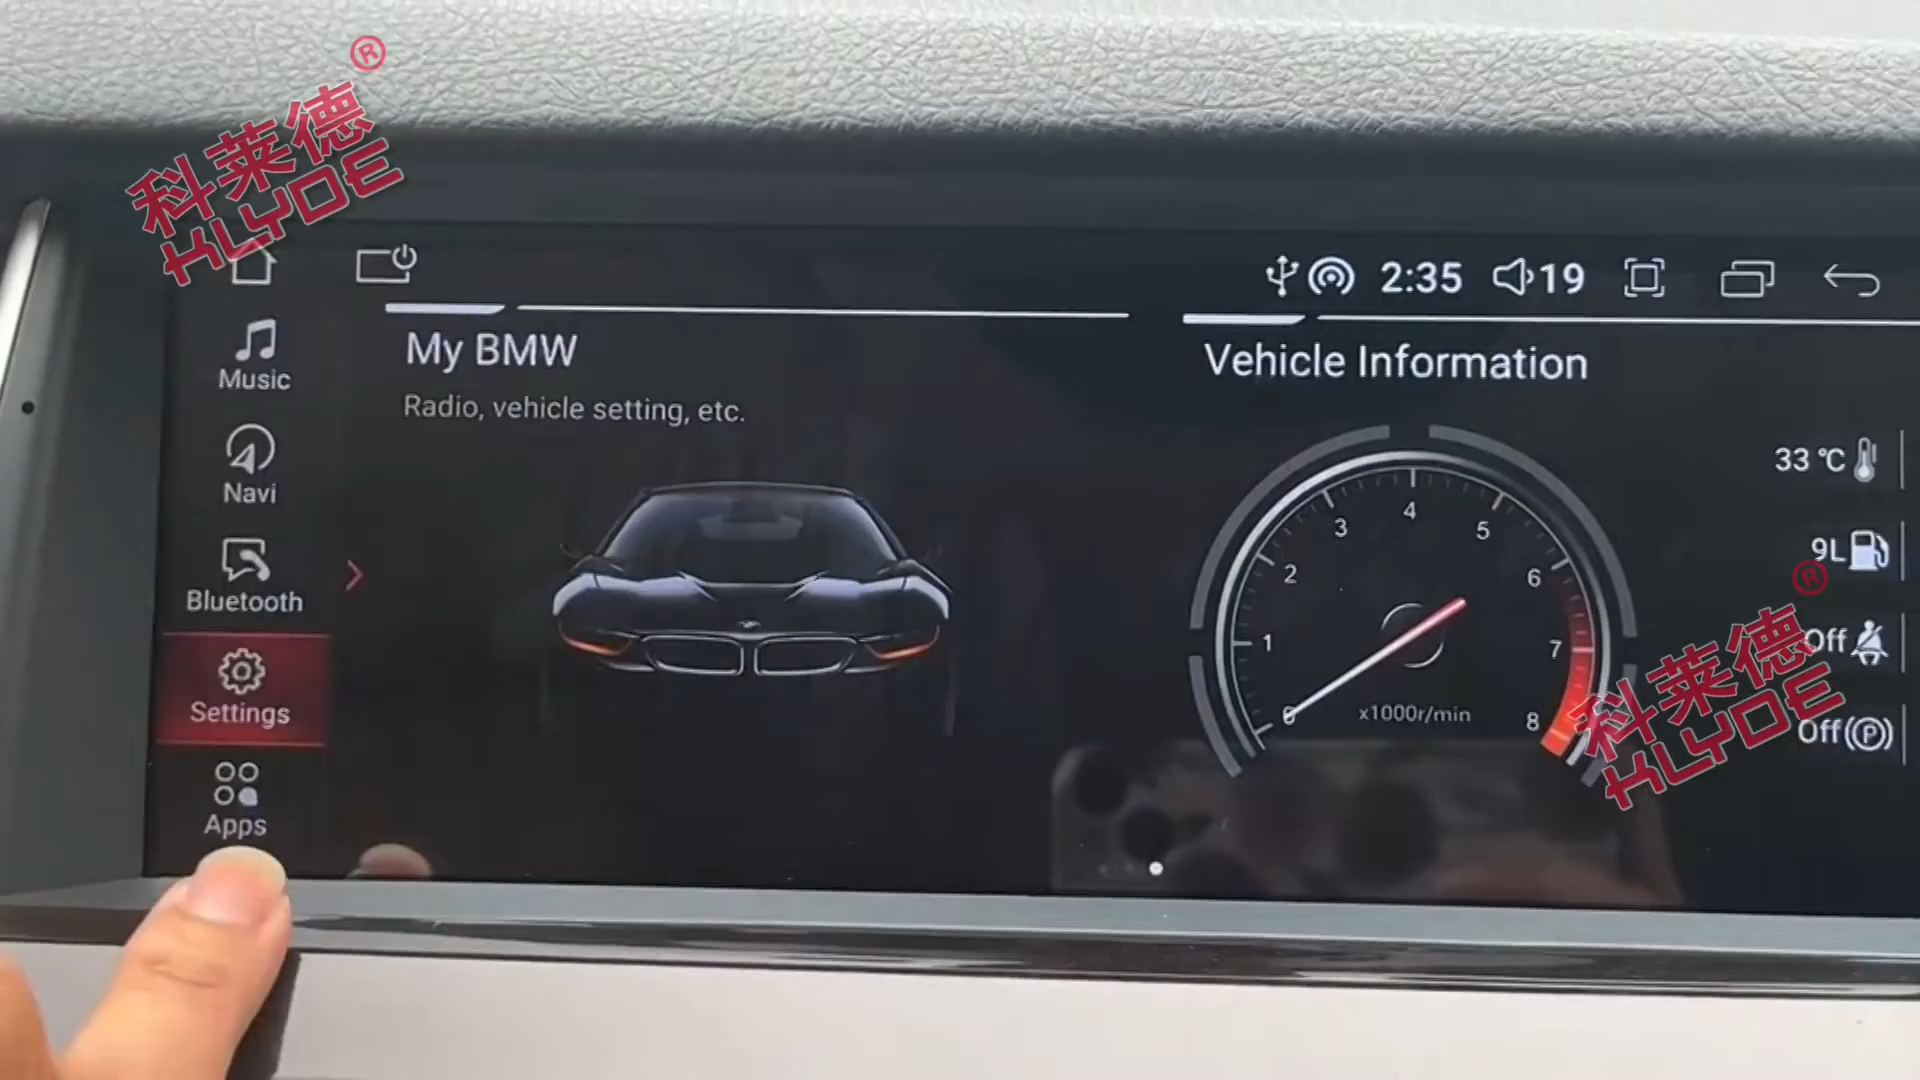 ®
科莱德
KLYDE
2:35
19
Music
Navi
Bluetooth
Settings
Apps
My BMW
Radio, vehicle setting, etc.
Vehicle Information
0
1
2
3
4
5
6
7
8
x1000r/min
33 °C
9L
Off
Off
P
®
科莱德
KLYDE